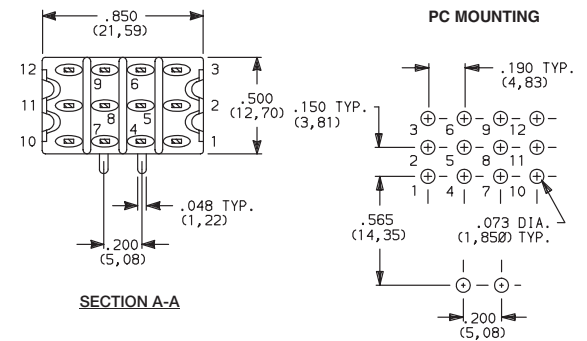 .850
(21,59)
12 9 6 3
11 8 5 2
10 7 4 1
.500
(12,70)
.048 TYP.
(1,22)
.200
(5,08)
SECTION A-A
PC MOUNTING
.190 TYP.
(4,83)
.150 TYP.
(3,81)
3 6 9 12
2 5 8 11
1 4 7 10
.565
(14,35)
.073 DIA.
(1,850) TYP.
.200
(5,08)